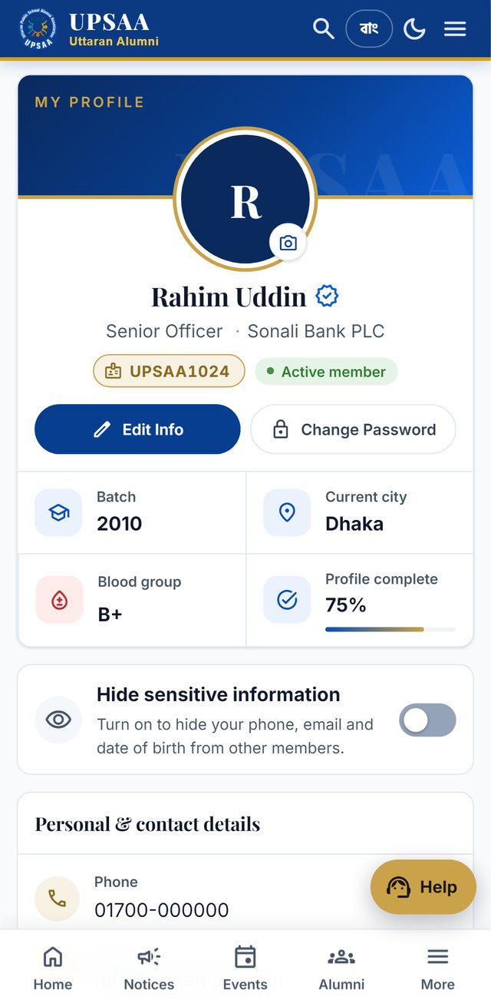 UPSAA
Uttaran Alumni
বাং
MY PROFILE
R
Rahim Uddin
Senior Officer · Sonali Bank PLC
UPSAA1024
Active member
Edit Info
Change Password
Batch
2010
Current city
Dhaka
Blood group
B+
Profile complete
75%
Hide sensitive information
Turn on to hide your phone, email and
date of birth from other members.
Personal & contact details
Phone
01700-000000
Help
Home
Notices
Events
Alumni
More